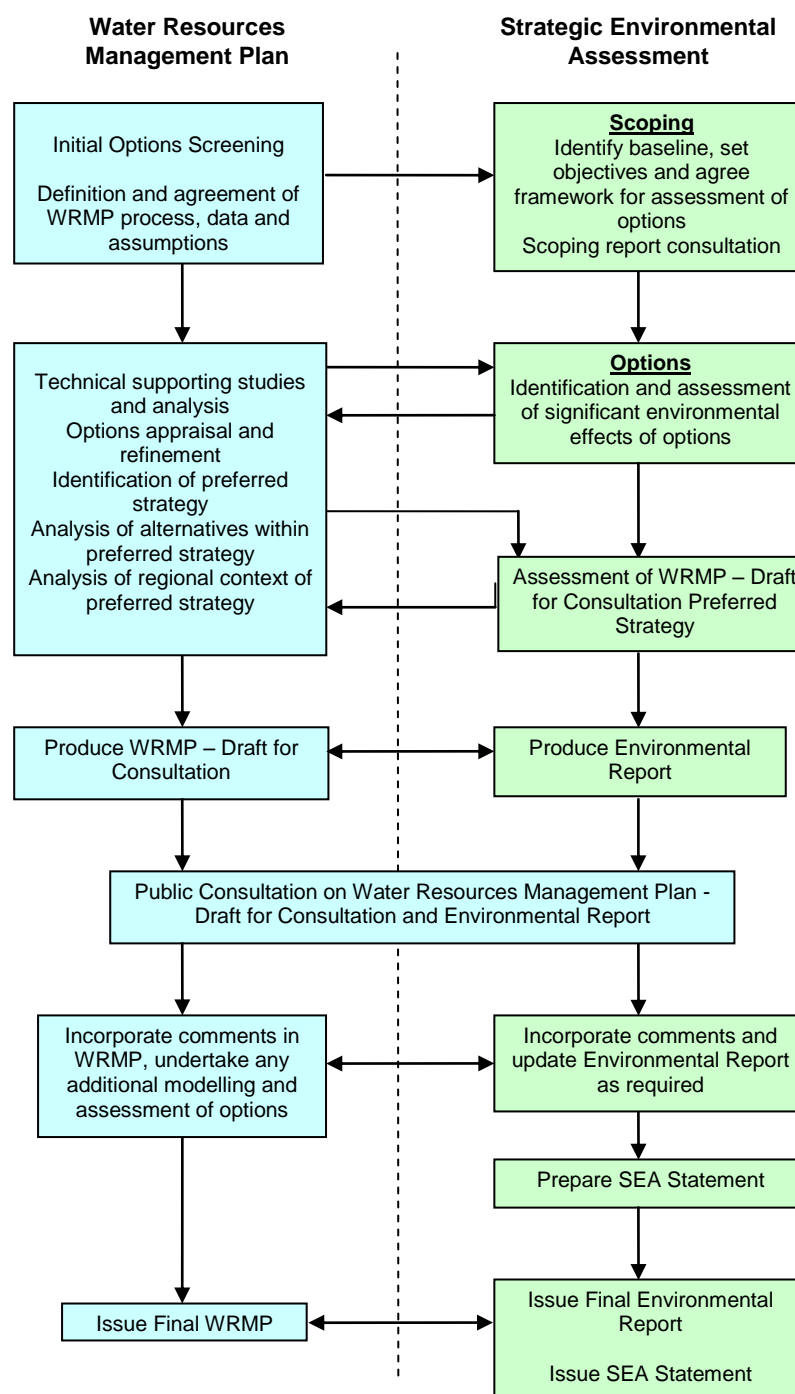 Water Resources
Management Plan
Strategic Environmental
Assessment
Initial Options Screening
Definition and agreement of
WRMP process, data and
assumptions
Scoping
Identify baseline, set
objectives and agree
framework for assessment of
options
Scoping report consultation
Technical supporting studies
and analysis
Options appraisal and
refinement
Identification of preferred
strategy
Analysis of alternatives within
preferred strategy
Analysis of regional context of
preferred strategy
Options
Identification and assessment
of significant environmental
effects of options
Assessment of WRMP – Draft
for Consultation Preferred
Strategy
Produce WRMP – Draft for
Consultation
Produce Environmental
Report
Public Consultation on Water Resources Management Plan -
Draft for Consultation and Environmental Report
Incorporate comments in
WRMP, undertake any
additional modelling and
assessment of options
Incorporate comments and
update Environmental Report
as required
Prepare SEA Statement
Issue Final WRMP
Issue Final Environmental
Report
Issue SEA Statement